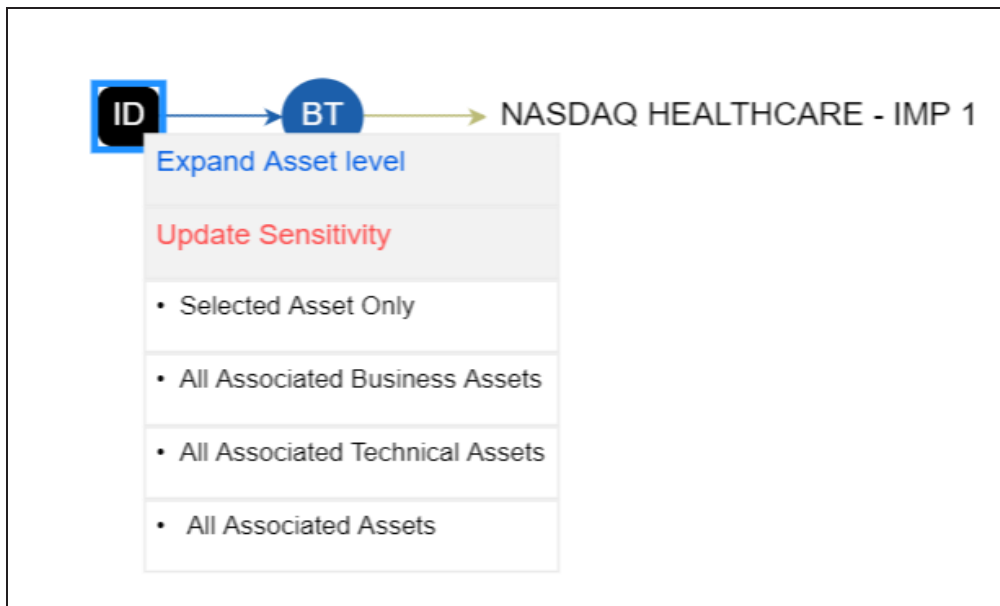 ID
BT
NASDAQ HEALTHCARE - IMP 1
Expand Asset level
Update Sensitivity
• Selected Asset Only
• All Associated Business Assets
• All Associated Technical Assets
• All Associated Assets